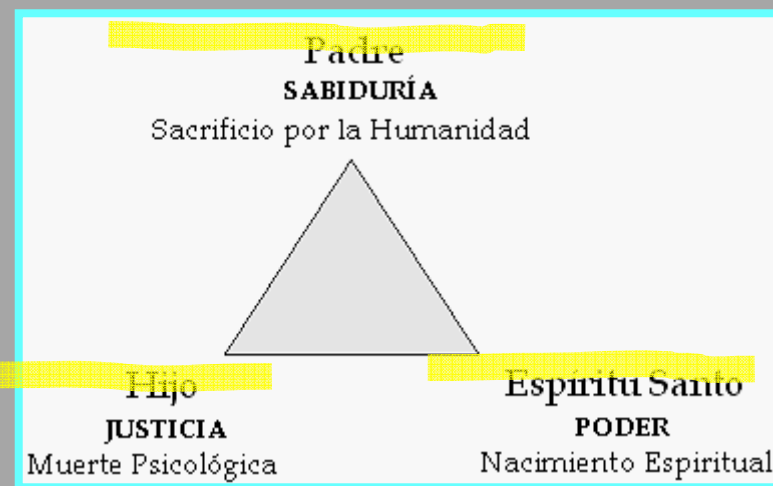 Padre
SABIDURÍA
Sacrificio por la Humanidad
Hijo
JUSTICIA
Muerte Psicológica
Espíritu Santo
PODER
Nacimiento Espiritual